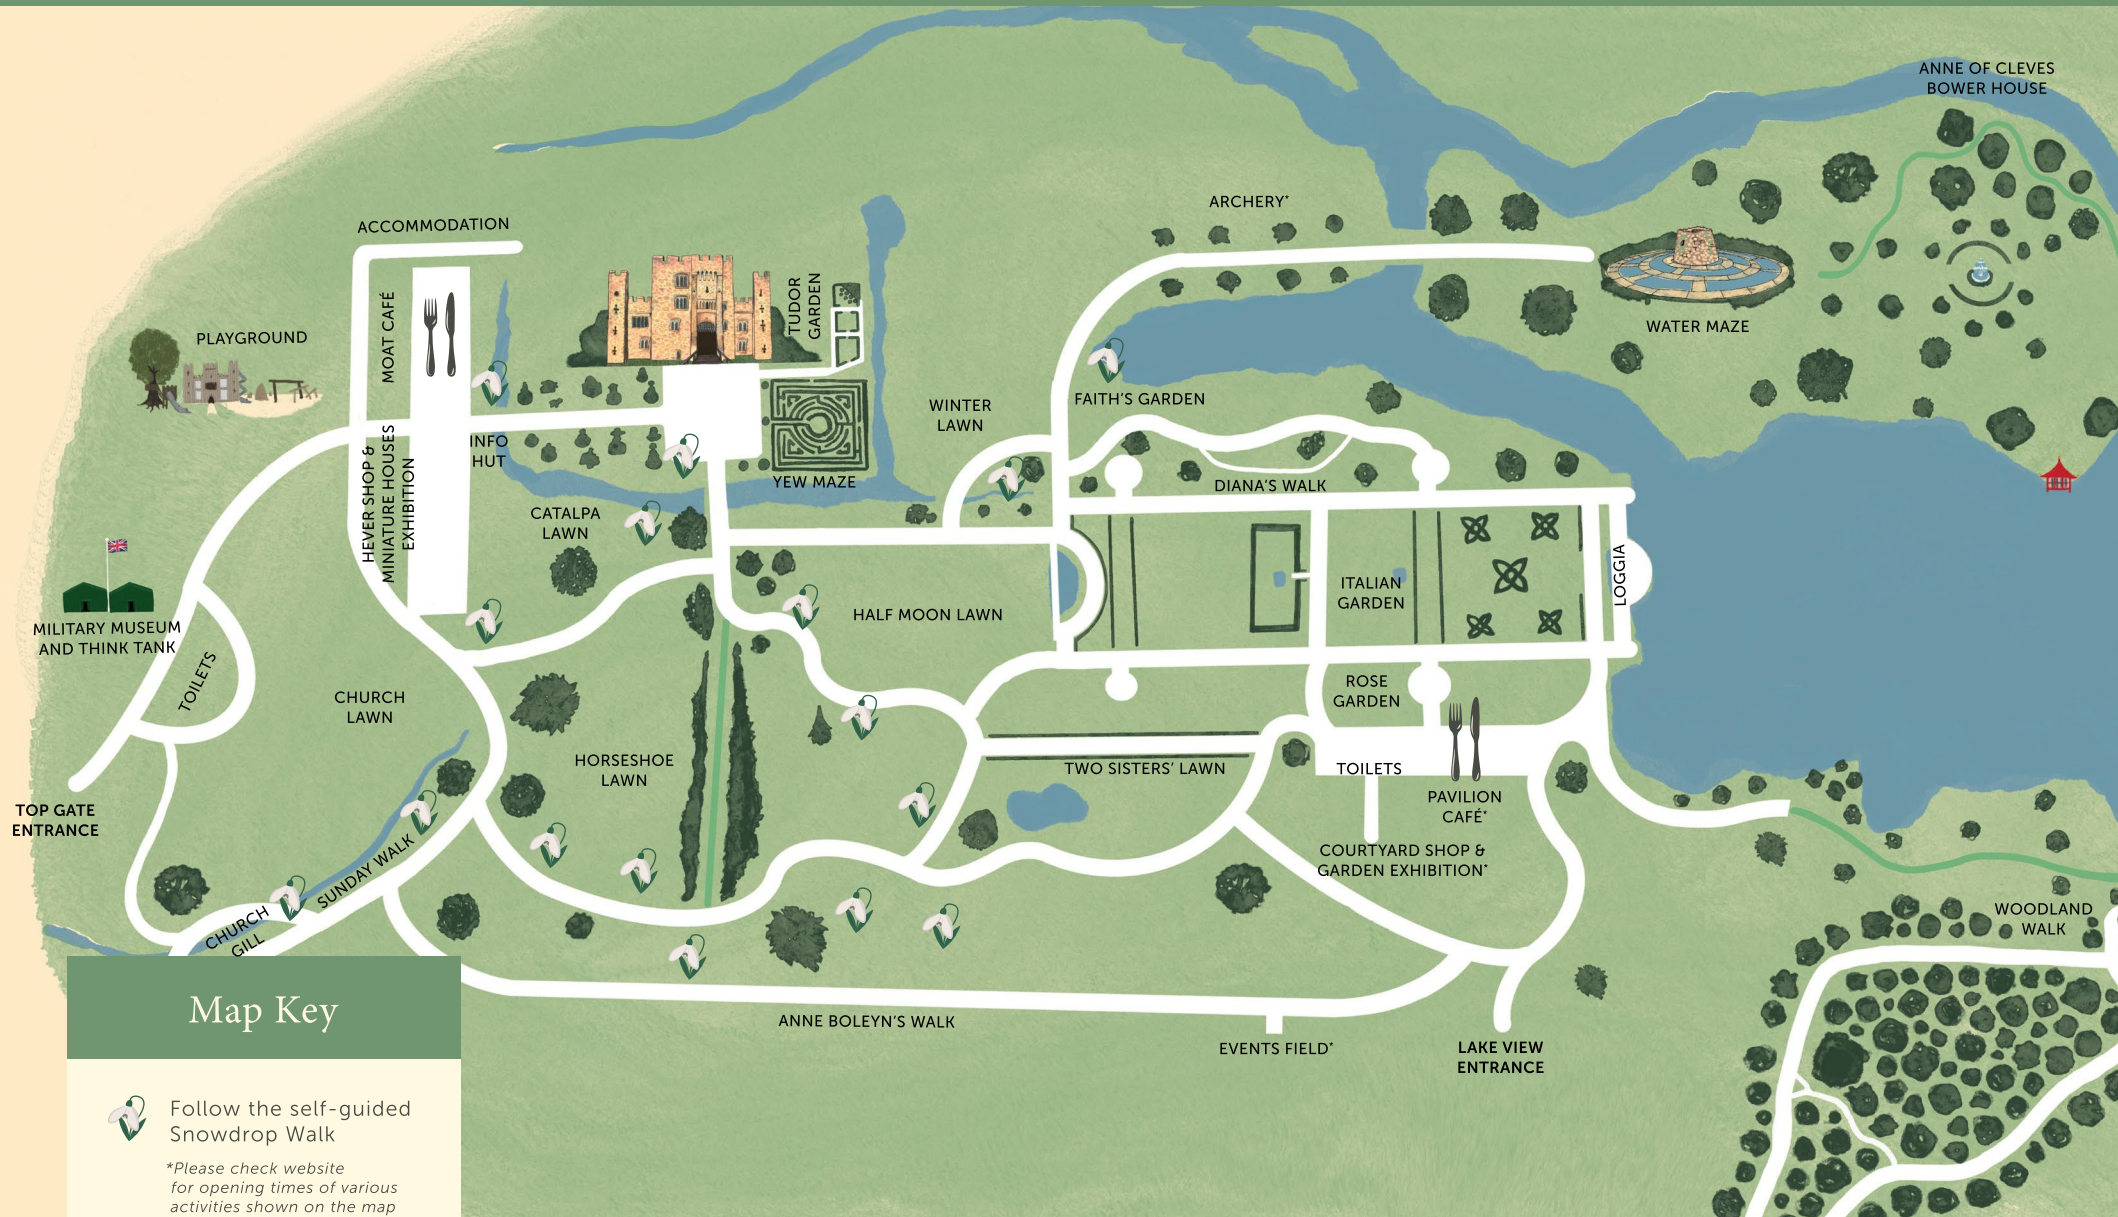 ANNE OF CLEVES
BOWER HOUSE
ARCHERY*
ACCOMMODATION
MOAT CAFÉ
TUDOR
GARDEN
PLAYGROUND
WATER MAZE
FAITH'S GARDEN
WINTER
LAWN
INFO
HUT
HEVER SHOP &
MINIATURE HOUSES
EXHIBITION
YEW MAZE
DIANA'S WALK
CATALPA
LAWN
LOGGIA
ITALIAN
GARDEN
HALF MOON LAWN
MILITARY MUSEUM
AND THINK TANK
TOILETS
CHURCH
LAWN
ROSE
GARDEN
HORSESHOE
LAWN
TWO SISTERS' LAWN
TOILETS
PAVILION
CAFÉ*
TOP GATE
ENTRANCE
COURTYARD SHOP &
GARDEN EXHIBITION*
SUNDAY WALK
CHURCH
GILL
WOODLAND
WALK
ANNE BOLEYN'S WALK
EVENTS FIELD*
LAKE VIEW
ENTRANCE
Map Key
Follow the self-guided
Snowdrop Walk
*Please check website
for opening times of various
activities shown on the map